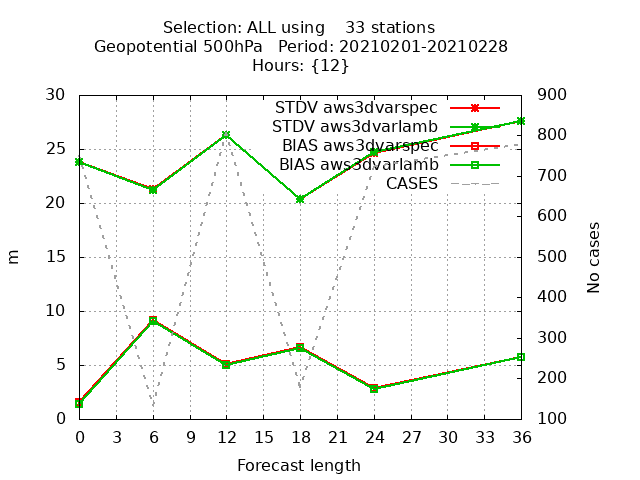 Selection: ALL using 33 stations
Geopotential 500hPa Period: 20210201-20210228
Hours: {12}
30
25
20
15
10
5
0
m
900
800
700
600
500
400
300
200
100
No cases
STDV aws3dvarspec
STDV aws3dvarlamb
BIAS aws3dvarspec
BIAS aws3dvarlamb
CASES
0 3 6 9 12 15 18 21 24 27 30 33 36
Forecast length